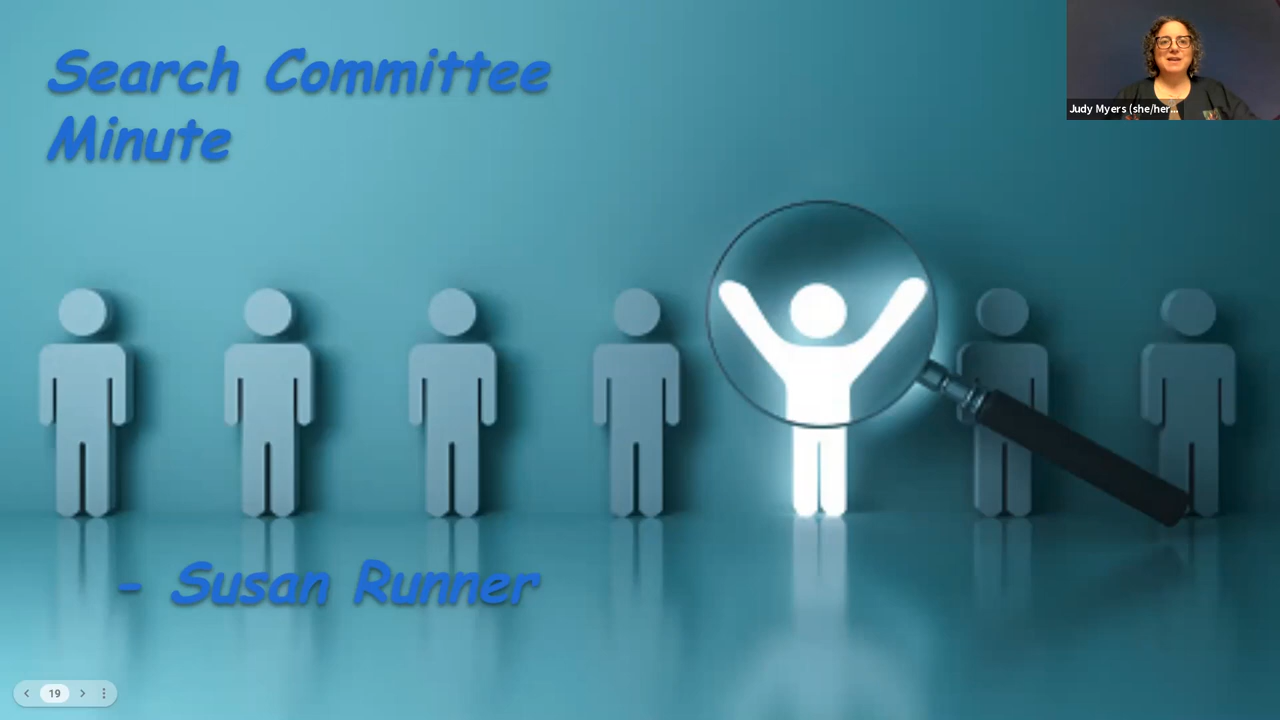 Search Committee
Minute
Judy Myers (she/her...
- Susan Runner
19